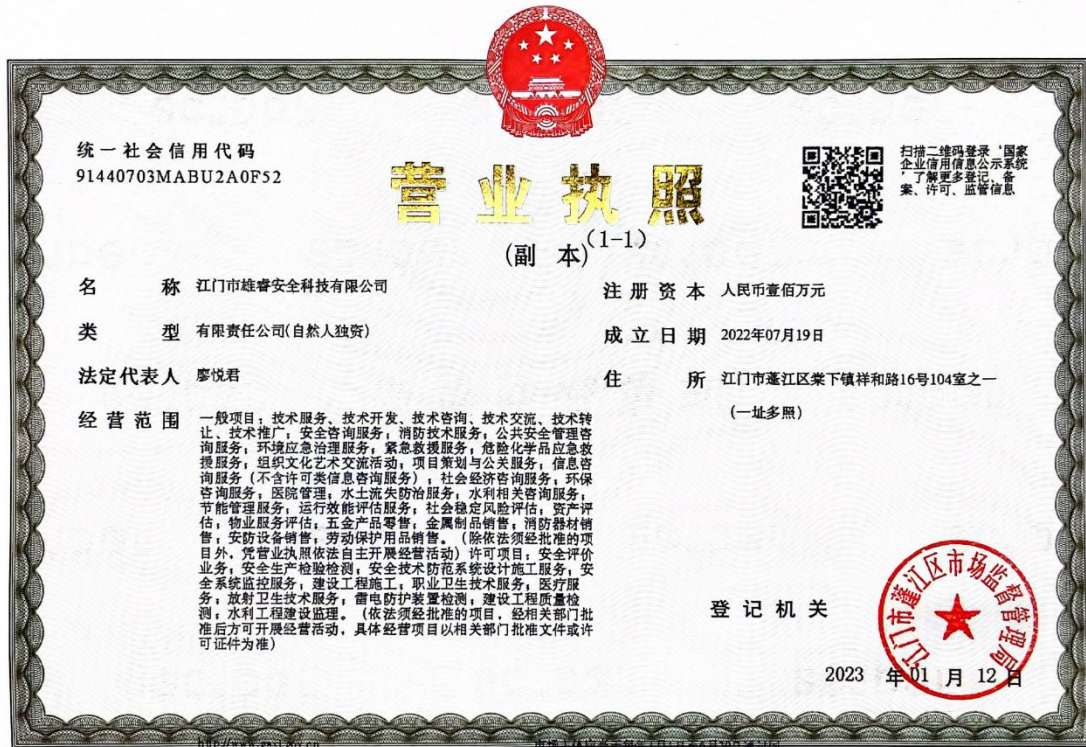 统一社会信用代码
91440703MABU2A0F52
营业执照
(副 本)(1-1)
扫描二维码登录‘国家
企业信用信息公示系统
’了解更多登记、备
案、许可、监管信息
名 称 江门市雄睿安全科技有限公司
类 型 有限责任公司(自然人独资)
法定代表人 廖悦君
经营范围 一般项目：技术服务、技术开发、技术咨询、技术交流、技术转
让、技术推广；安全咨询服务；消防技术服务；公共安全管理咨
询服务；环境应急治理服务；紧急救援服务；危险化学品应急救
援服务；组织文化艺术交流活动；项目策划与公关服务；信息咨
询服务（不含许可类信息咨询服务）；社会经济咨询服务；环保
咨询服务；医院管理；水土流失防治服务；水利相关咨询服务；
节能管理服务；运行效能评估服务；社会稳定风险评估；资产评
估；物业服务评估；五金产品零售；金属制品销售；消防器材销
售；安防设备销售；劳动保护用品销售。（除依法须经批准的项
目外，凭营业执照依法自主开展经营活动）许可项目：安全评价
业务；安全生产检验检测；安全技术防范系统设计施工服务；安
全系统监控服务；建设工程施工；职业卫生技术服务；医疗服
务；放射卫生技术服务；雷电防护装置检测；建设工程质量检
测；水利工程建设监理。（依法须经批准的项目，经相关部门批
准后方可开展经营活动，具体经营项目以相关部门批准文件或许
可证件为准）
注册资本 人民币壹佰万元
成立日期 2022年07月19日
住 所 江门市蓬江区棠下镇祥和路16号104室之一
(一址多照)
登记机关
江门市蓬江区市场监督管理局
2023 年 01 月 12 日